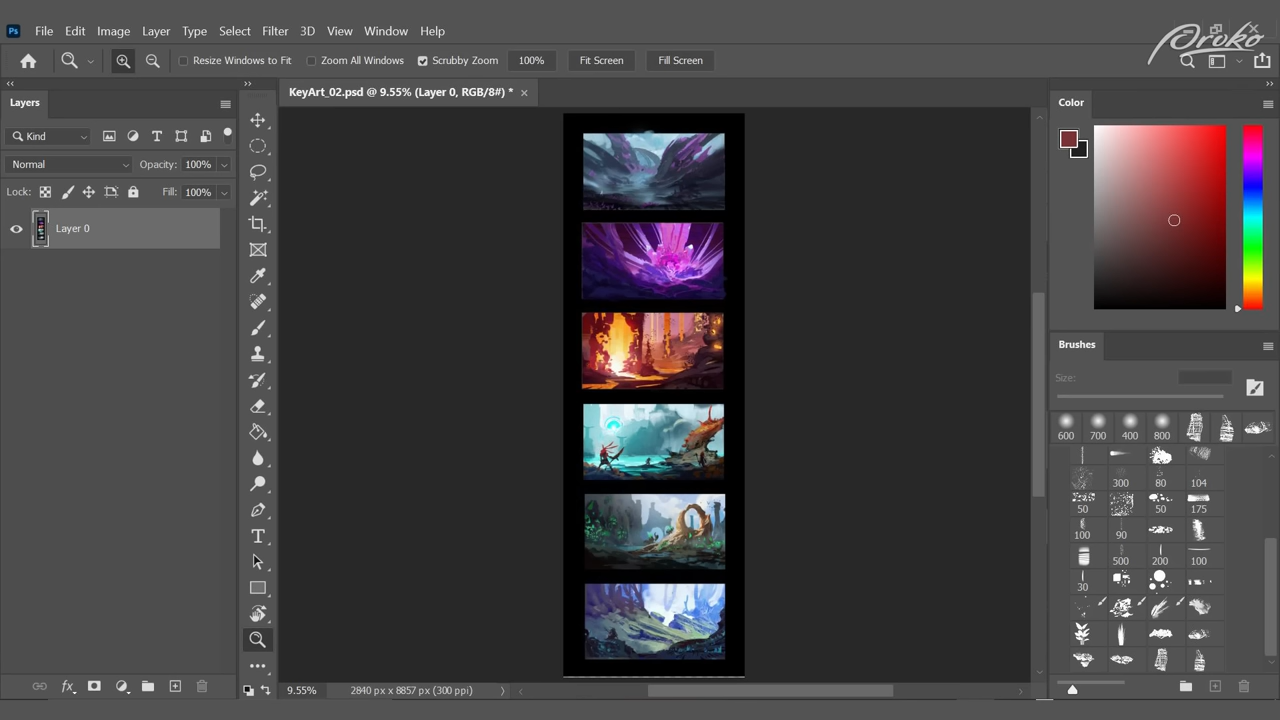 Ps File Edit Image Layer Type Select Filter 3D View Window Help
Proko
Resize Windows to Fit Zoom All Windows Scrubby Zoom 100% Fit Screen Fill Screen
Layers
KeyArt_02.psd @ 9.55% (Layer 0, RGB/8#) *
Color
Kind
Normal Opacity: 100%
Lock: Fill: 100%
Layer 0
Brushes
Size:
600 700 400 800
300 80 104
50 50 175
100 90
500 200 100
30
9.55% 2840 px x 8857 px (300 ppi)